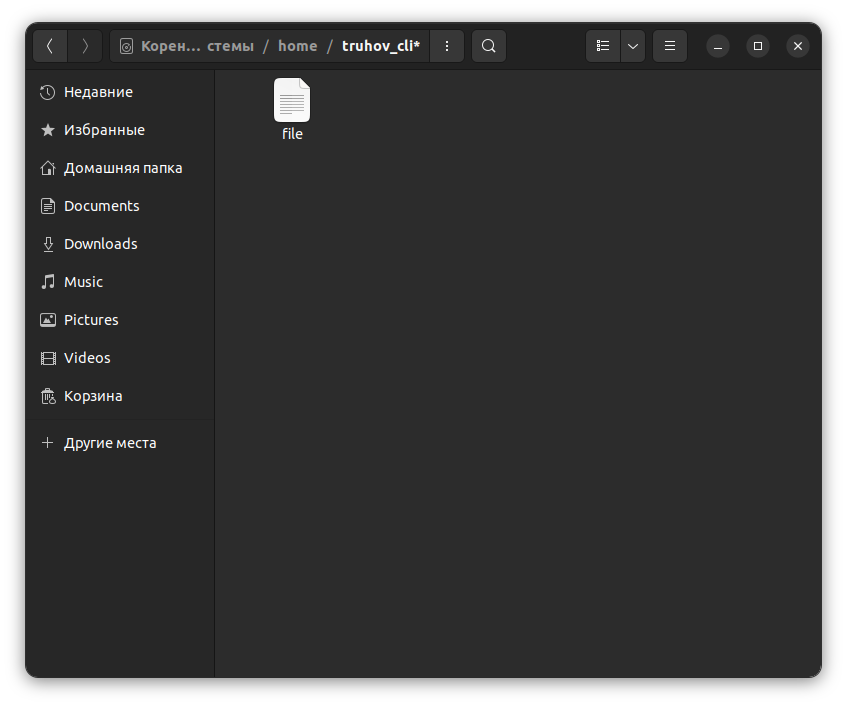 Корен... стемы / home / truhov_cli*
Недавние
Избранные
Домашняя папка
Documents
Downloads
Music
Pictures
Videos
Корзина
Другие места
file